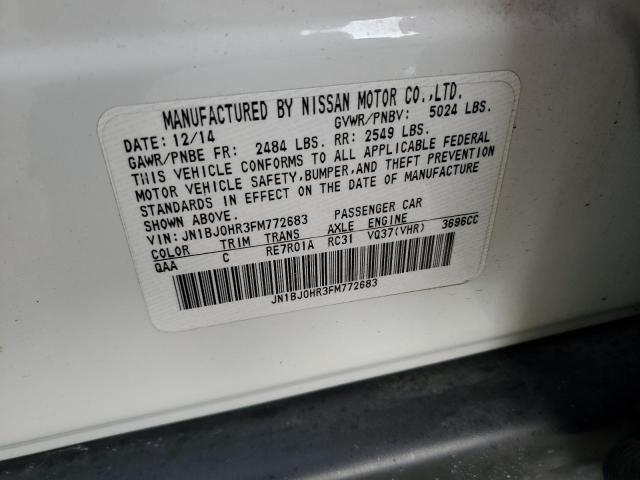 MANUFACTURED BY NISSAN MOTOR CO.,LTD.
DATE: 12/14 GVWR/PNBV: 5024 LBS.
GAWR/PNBE FR: 2484 LBS. RR: 2549 LBS.
THIS VEHICLE CONFORMS TO ALL APPLICABLE FEDERAL
MOTOR VEHICLE SAFETY,BUMPER,AND THEFT PREVENTION
STANDARDS IN EFFECT ON THE DATE OF MANUFACTURE
SHOWN ABOVE.
VIN: JN1BJ0HR3FM772683 PASSENGER CAR
COLOR TRIM TRANS AXLE ENGINE
QAA C RE7R01A RC31 VQ37(VHR) 3696CC
JN1BJ0HR3FM772683